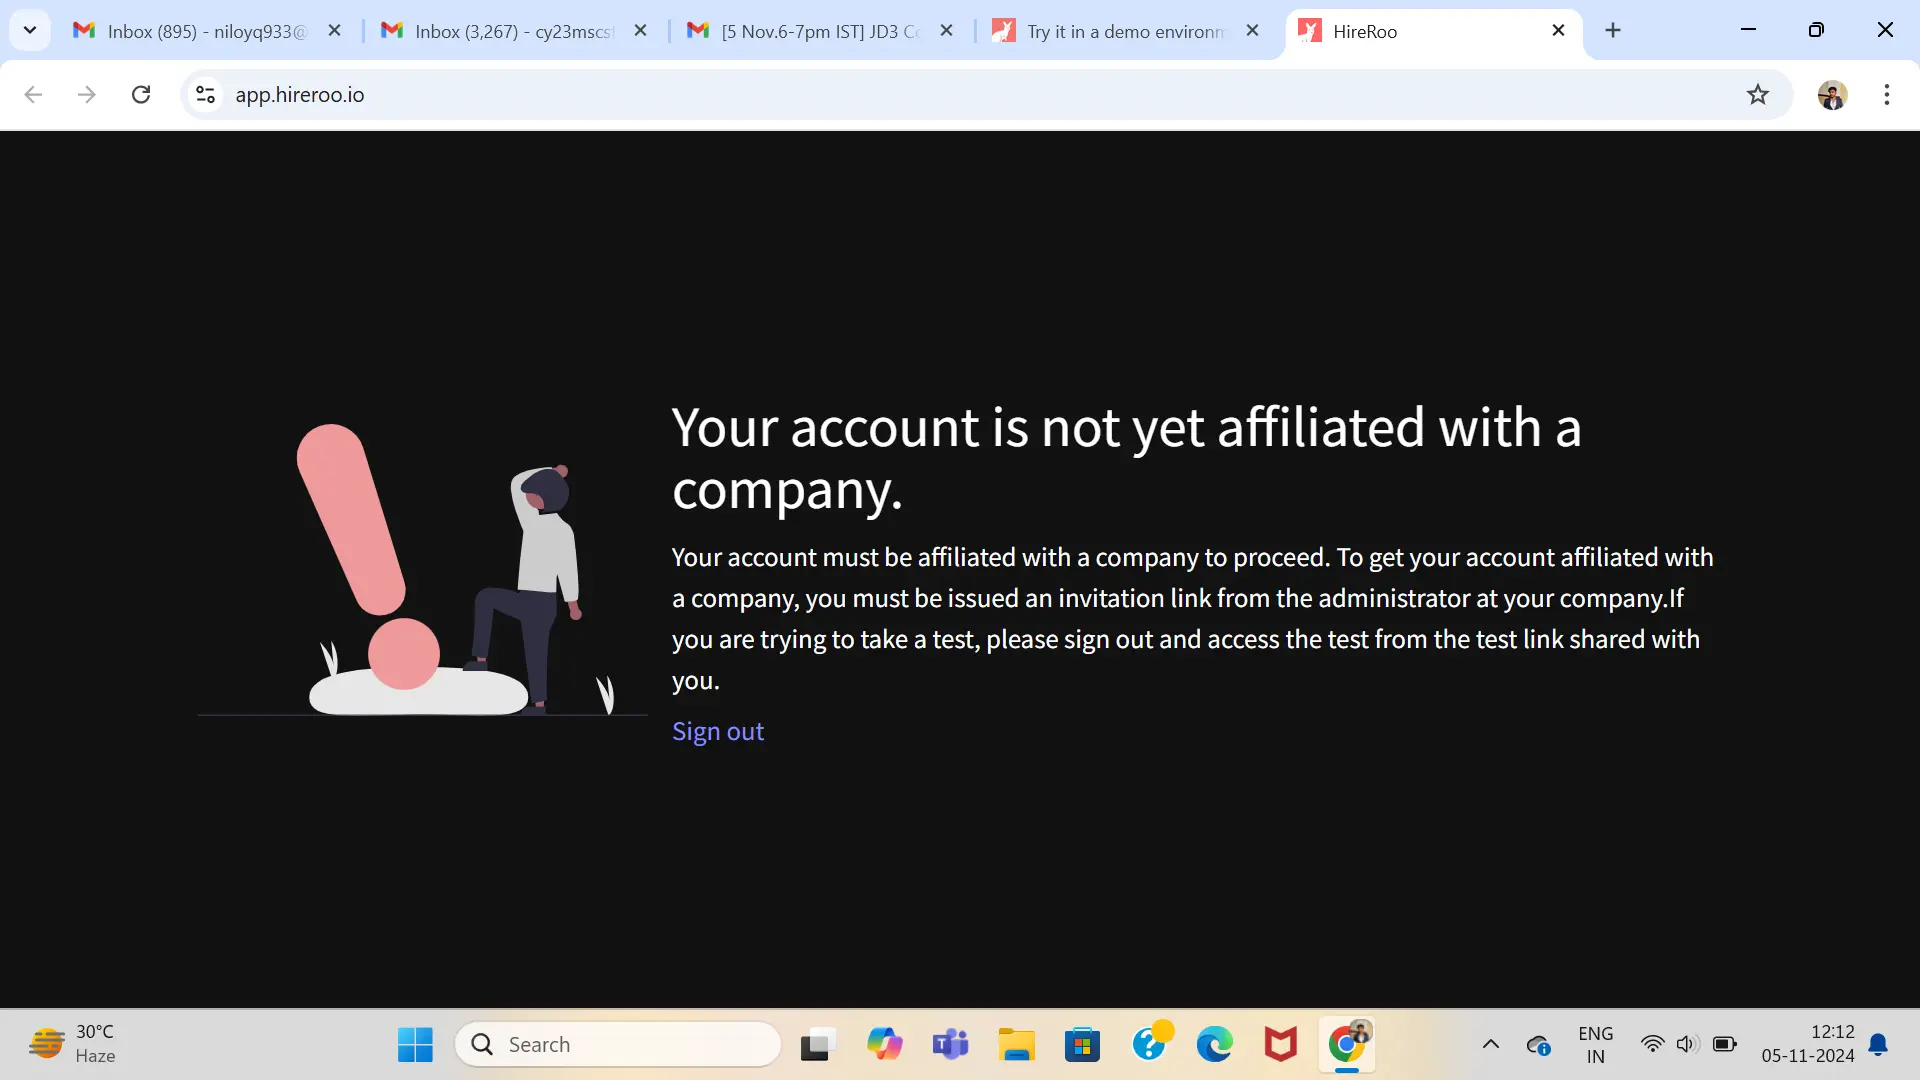 Inbox (895) - niloyq933@
Inbox (3,267) - cy23mscs
[5 Nov.6-7pm IST] JD3 Co
Try it in a demo environm
HireRoo
app.hireroo.io
Your account is not yet affiliated with a
company.
Your account must be affiliated with a company to proceed. To get your account affiliated with
a company, you must be issued an invitation link from the administrator at your company.If
you are trying to take a test, please sign out and access the test from the test link shared with
you.
Sign out
30°C
Haze
Search
ENG
IN
12:12
05-11-2024